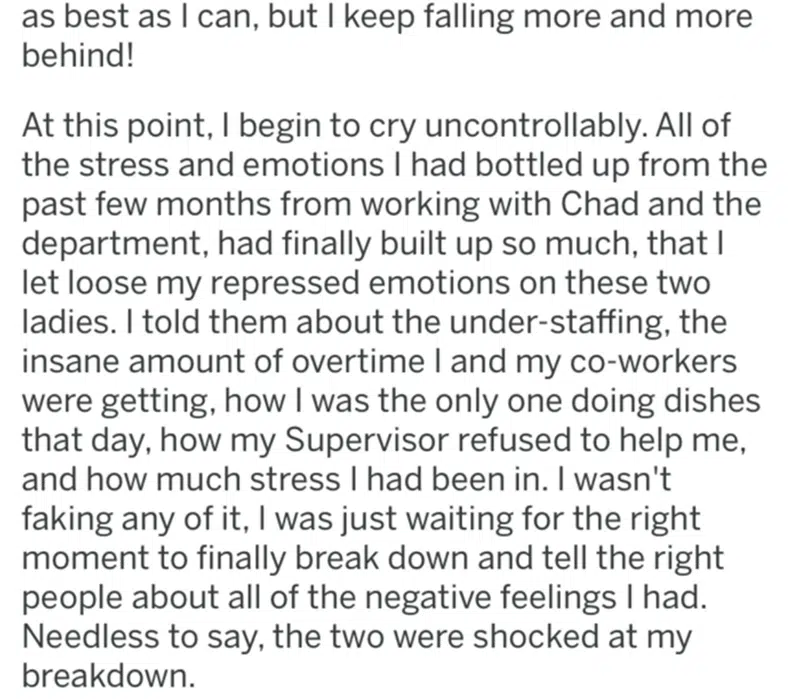 as best as I can, but I keep falling more and more
behind!
At this point, I begin to cry uncontrollably. All of
the stress and emotions I had bottled up from the
past few months from working with Chad and the
department, had finally built up so much, that I
let loose my repressed emotions on these two
ladies. I told them about the under-staffing, the
insane amount of overtime I and my co-workers
were getting, how I was the only one doing dishes
that day, how my Supervisor refused to help me,
and how much stress I had been in. I wasn't
faking any of it, I was just waiting for the right
moment to finally break down and tell the right
people about all of the negative feelings I had.
Needless to say, the two were shocked at my
breakdown.